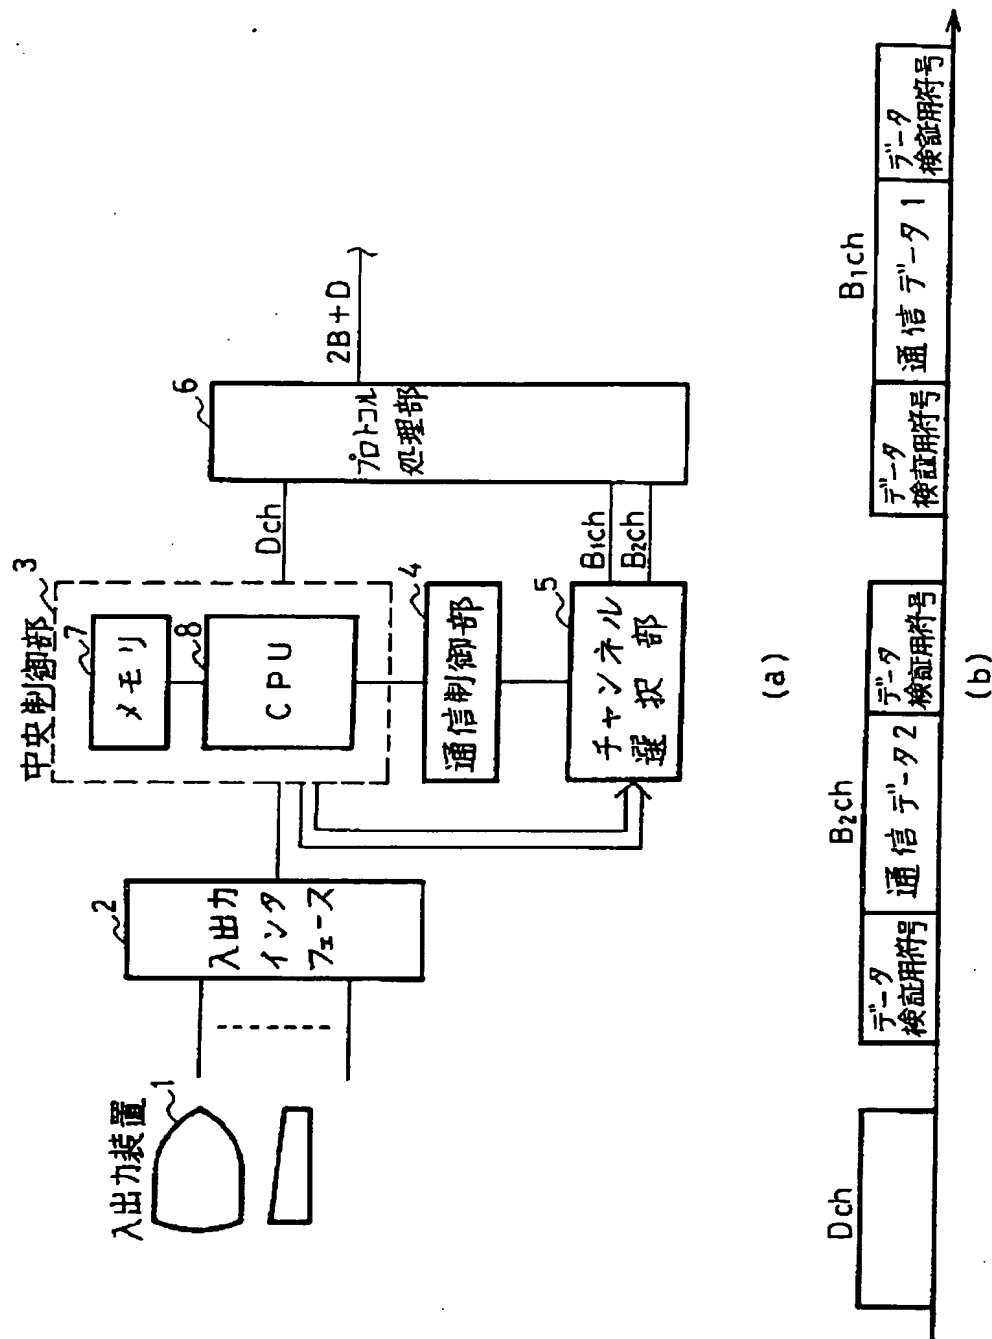 入出力装置
1
2
入出力
インタ
フェース
中央制御部
3
7
メモリ
8
CPU
4
通信制御部
5
チャンネル
選択部
Dch
B1ch
B2ch
6
プロトコル
処理部
2B+D
(a)
Dch
B2ch
データ
検証用符号
通信データ2
データ
検証用符号
B1ch
データ
検証用符号
通信データ1
データ
検証用符号
(b)